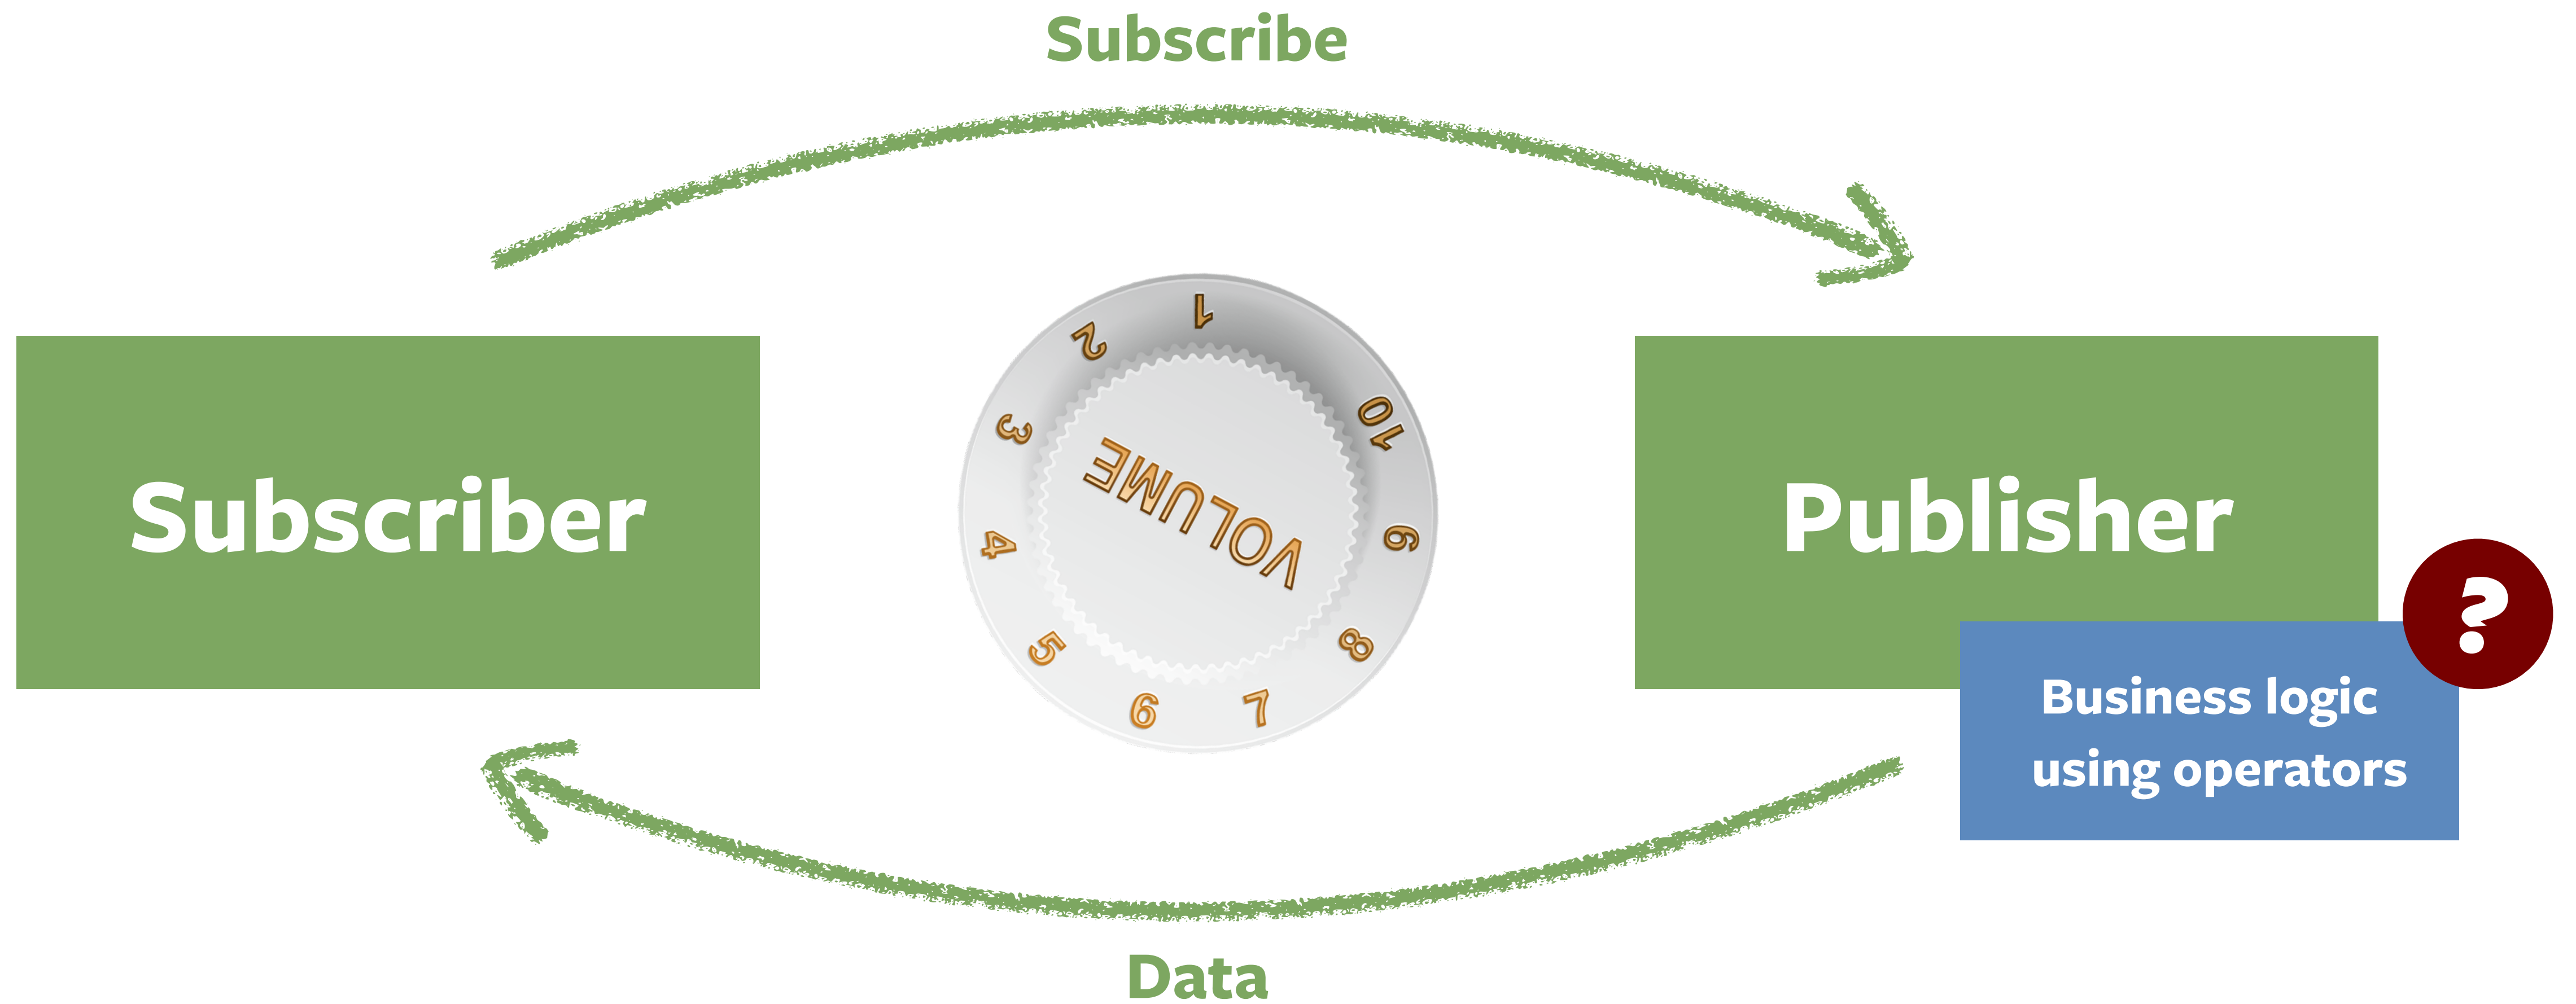 Subscribe
1
2
10
3
VOLUME
Subscriber
Publisher
4
9
?
5
8
6
7
Business logic
using operators
Data